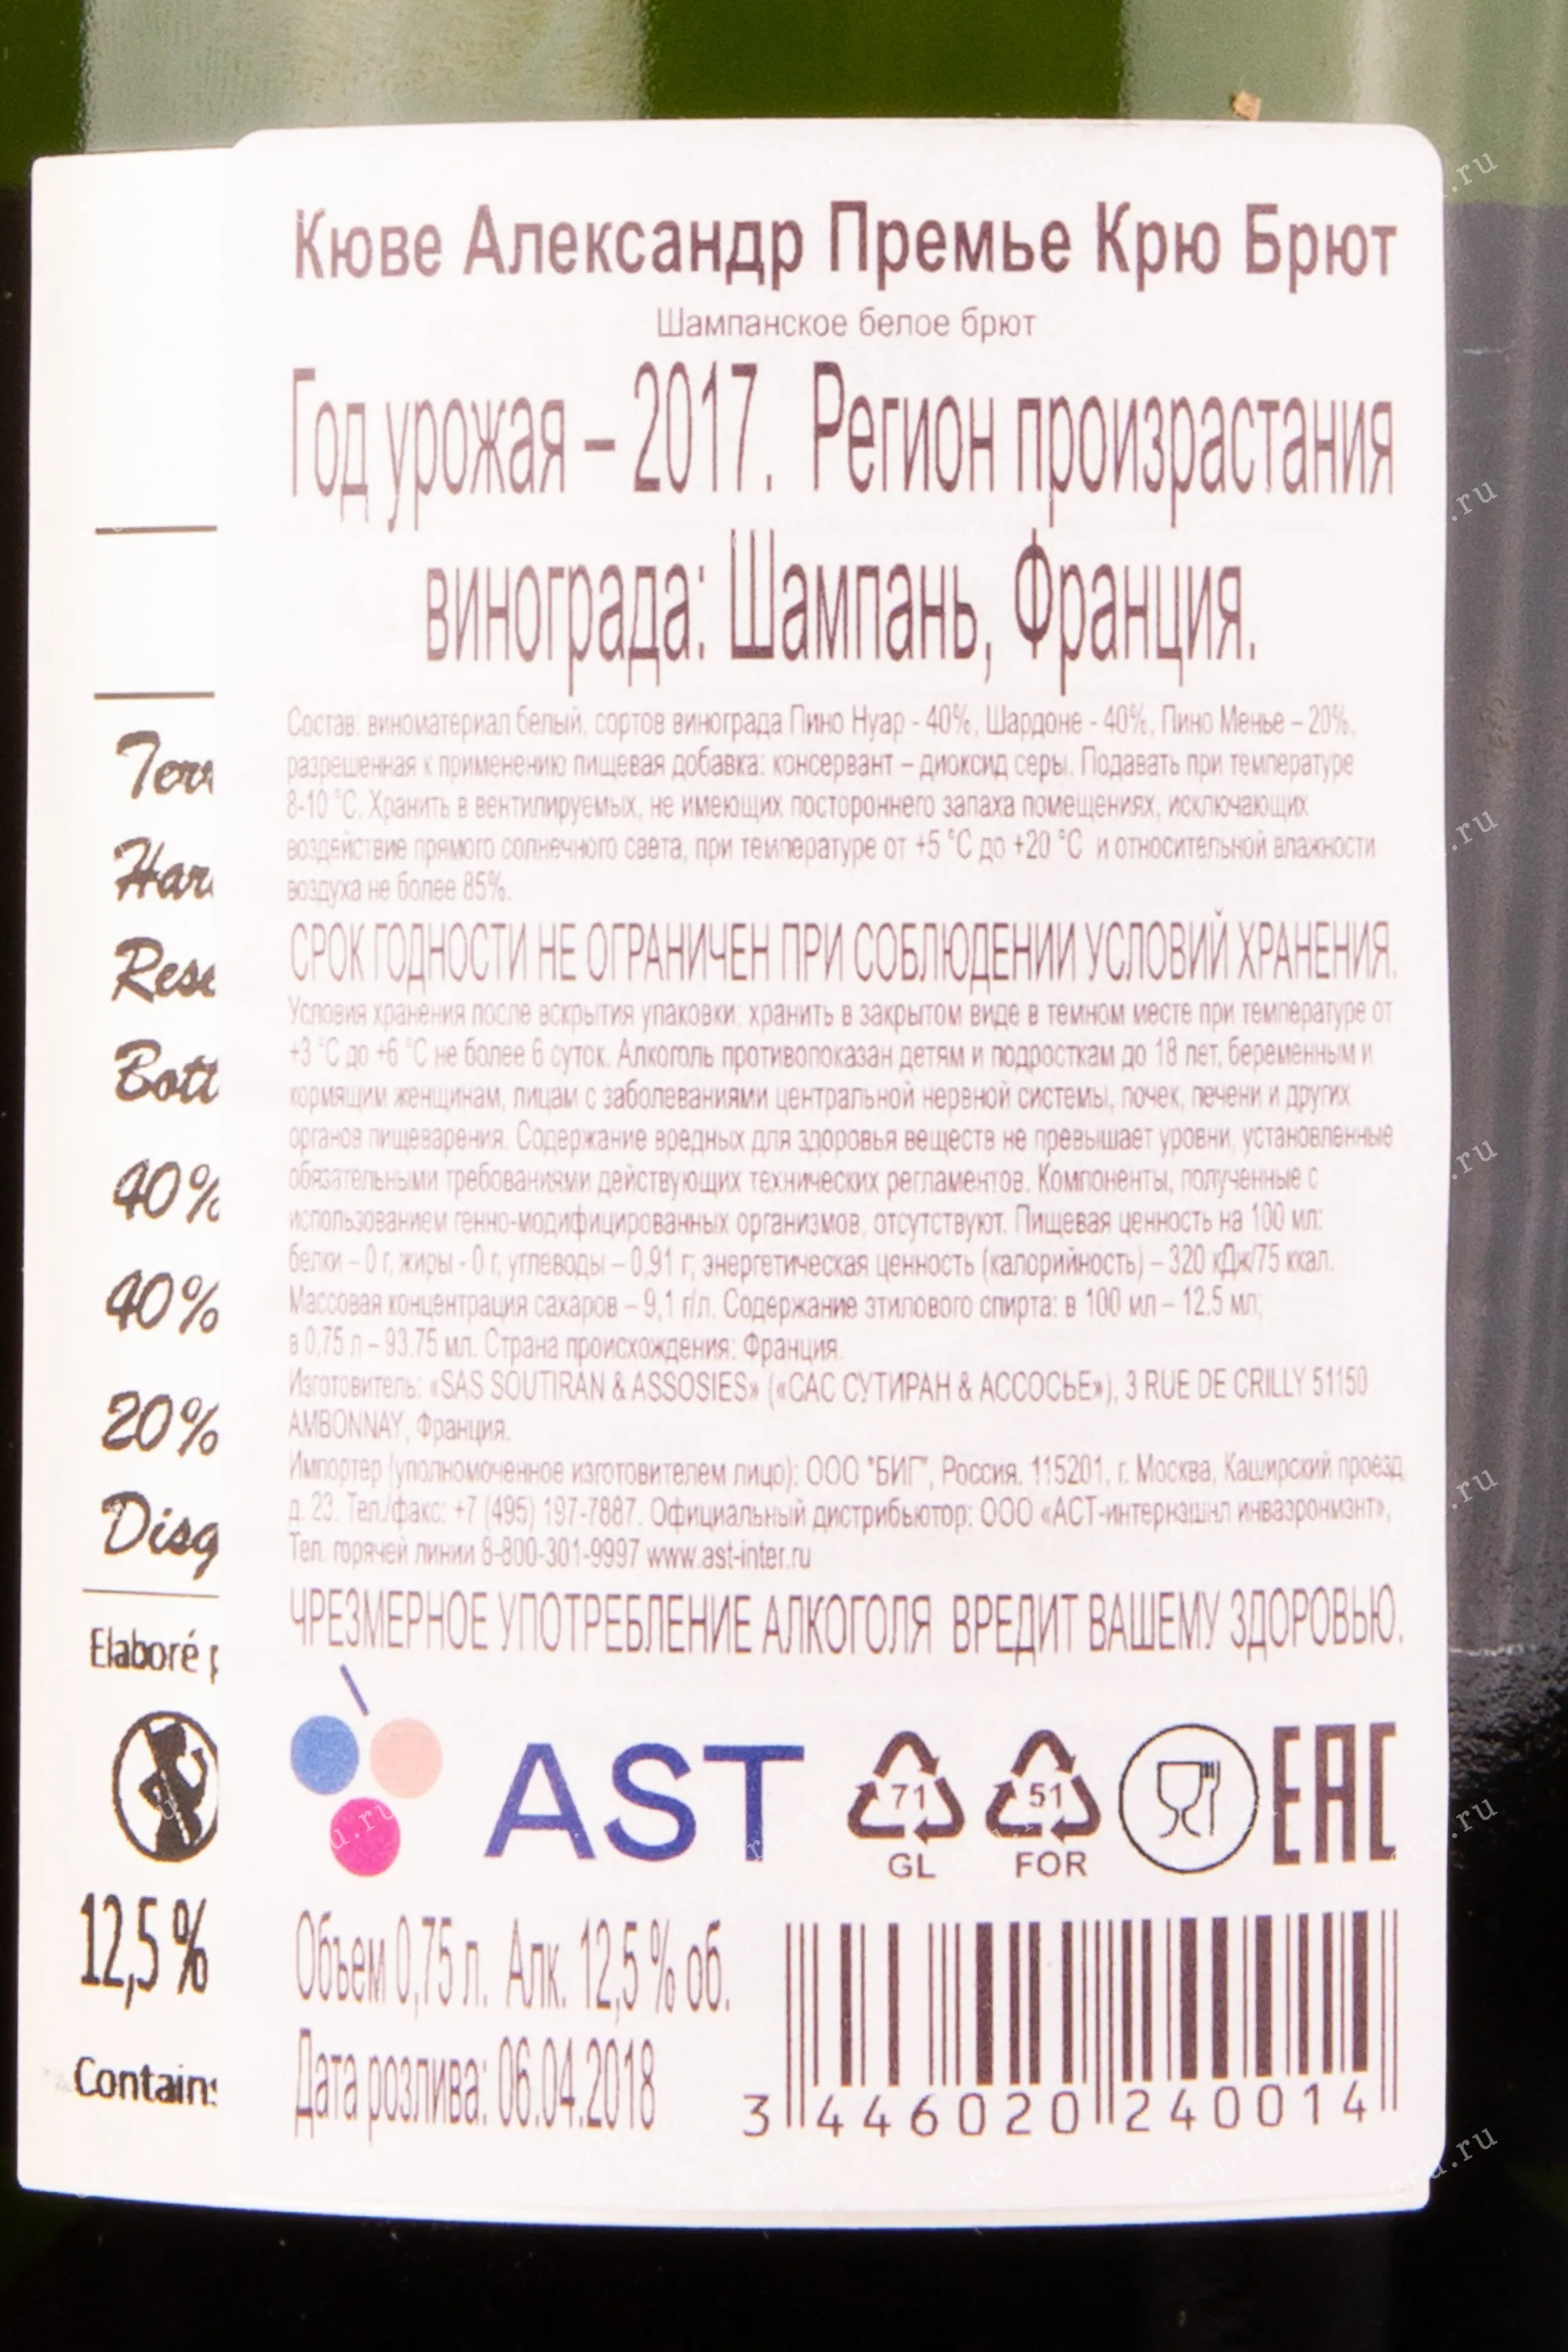 Кюве Александр Премье Крю Брют
Шампанское белое брют
Год урожая – 2017. Регион произрастания
винограда: Шампань, Франция.
Состав: виноматериал белый, сортов винограда Пино Нуар - 40%, Шардоне - 40%, Пино Менье – 20%,
разрешенная к применению пищевая добавка: консервант – диоксид серы. Подавать при температуре
8-10 °С. Хранить в вентилируемых, не имеющих постороннего запаха помещениях, исключающих
воздействие прямого солнечного света, при температуре от +5 °С до +20 °С и относительной влажности
воздуха не более 85%.
СРОК ГОДНОСТИ НЕ ОГРАНИЧЕН ПРИ СОБЛЮДЕНИИ УСЛОВИЙ ХРАНЕНИЯ.
Условия хранения после вскрытия упаковки: хранить в закрытом виде в темном месте при температуре от
+3 °С до +6 °С не более 6 суток. Алкоголь противопоказан детям и подросткам до 18 лет, беременным и
кормящим женщинам, лицам с заболеваниями центральной нервной системы, почек, печени и других
органов пищеварения. Содержание вредных для здоровья веществ не превышает уровни, установленные
обязательными требованиями действующих технических регламентов. Компоненты, полученные с
использованием генно-модифицированных организмов, отсутствуют. Пищевая ценность на 100 мл:
белки – 0 г, жиры - 0 г, углеводы – 0,91 г; энергетическая ценность (калорийность) – 320 кДж/75 ккал.
Массовая концентрация сахаров – 9,1 г/л. Содержание этилового спирта: в 100 мл – 12.5 мл;
в 0.75 л – 93.75 мл. Страна происхождения: Франция.
Изготовитель: «SAS SOUTIRAN & ASSOSIES» («САС СУТИРАН & АССОСЬЕ»), 3 RUE DE CRILLY 51150
AMBONNAY, Франция.
Импортер (уполномоченное изготовителем лицо): ООО "БИГ", Россия. 115201, г. Москва, Каширский проезд,
д. 23. Тел./факс: +7 (495) 197-7887. Официальный дистрибьютор: ООО «АСТ-интернэшнл инваэронмэнт»,
Тел. горячей линии 8-800-301-9997 www.ast-inter.ru
ЧРЕЗМЕРНОЕ УПОТРЕБЛЕНИЕ АЛКОГОЛЯ ВРЕДИТ ВАШЕМУ ЗДОРОВЬЮ.
AST
71
GL
51
FOR
EAC
Объем 0,75 л. Алк. 12,5 % об.
Дата розлива: 06.04.2018
3 446020 240014
Terr
Har
Rese
Bott
40%
40%
20%
Disg
Elaboré p
12,5 %
Contains